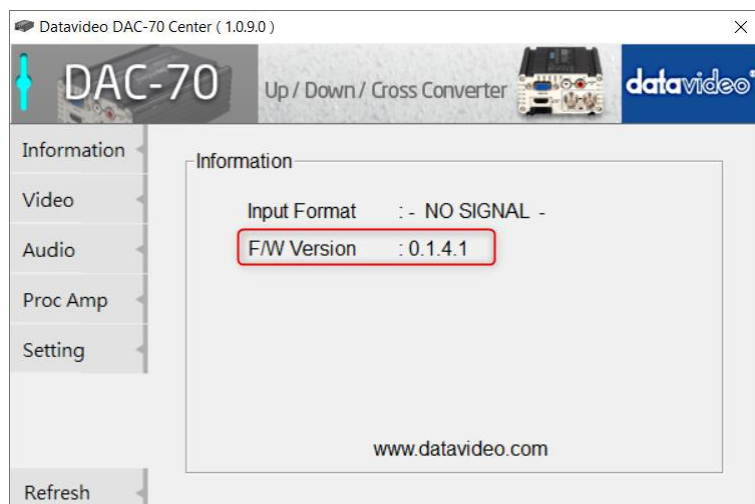 Datavideo DAC-70 Center ( 1.0.9.0 )
DAC-70 Up / Down / Cross Converter datavideo®
Information
Video
Audio
Proc Amp
Setting
Refresh
Information
Input Format : - NO SIGNAL -
F/W Version : 0.1.4.1
www.datavideo.com